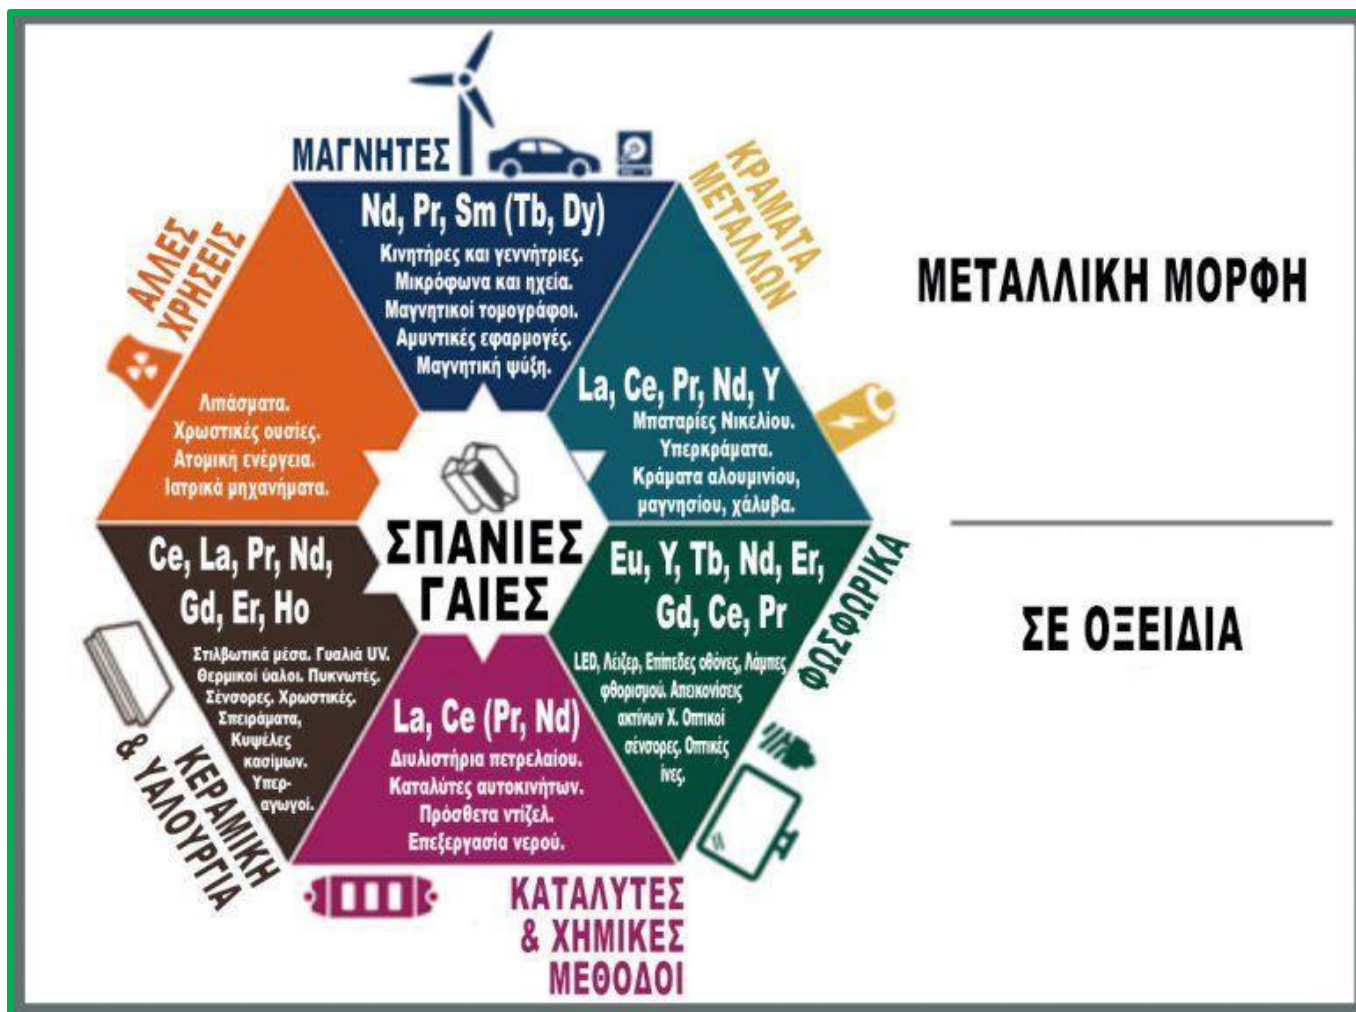 ΜΑΓΝΗΤΕΣ
Nd, Pr, Sm (Tb, Dy)
Κινητήρες και γεννήτριες.
Μικρόφωνα και ηχεία.
Μαγνητικοί τομογράφοι.
Αμυντικές εφαρμογές.
Μαγνητική ψύξη.
ΚΡΑΜΑΤΑ
ΜΕΤΑΛΛΩΝ
La, Ce, Pr, Nd, Y
Μπαταρίες Νικελίου.
Υπερκράματα.
Κράματα αλουμινίου,
μαγνησίου, χάλυβα.
ΜΕΤΑΛΛΙΚΗ ΜΟΡΦΗ
ΑΛΛΕΣ
ΧΡΗΣΕΙΣ
Λιπάσματα.
Χρωστικές ουσίες.
Ατομική ενέργεια.
Ιατρικά μηχανήματα.
ΣΠΑΝΙΕΣ
ΓΑΙΕΣ
Ce, La, Pr, Nd,
Gd, Er, Ho
Στιλβωτικά μέσα. Γυαλιά UV.
Θερμικοί ύαλοι. Πυκνωτές.
Σένσορες. Χρωστικές.
Σπειράματα,
Κυψέλες
κασίμων.
Υπερ-
αγωγοί.
ΚΕΡΑΜΙΚΗ
& ΥΑΛΟΥΡΓΙΑ
La, Ce (Pr, Nd)
Διυλιστήρια πετρελαίου.
Καταλύτες αυτοκινήτων.
Πρόσθετα ντίζελ.
Επεξεργασία νερού.
ΚΑΤΑΛΥΤΕΣ
& ΧΗΜΙΚΕΣ
ΜΕΘΟΔΟΙ
Eu, Y, Tb, Nd, Er,
Gd, Ce, Pr
LED, Λέιζερ, Επίπεδες οθόνες, Λάμπες
φθορισμού. Απεικονίσεις
ακτίνων Χ. Οπτικοί
σένσορες. Οπτικές
ίνες.
ΦΩΣΦΩΡΙΚΑ
ΣΕ ΟΞΕΙΔΙΑ